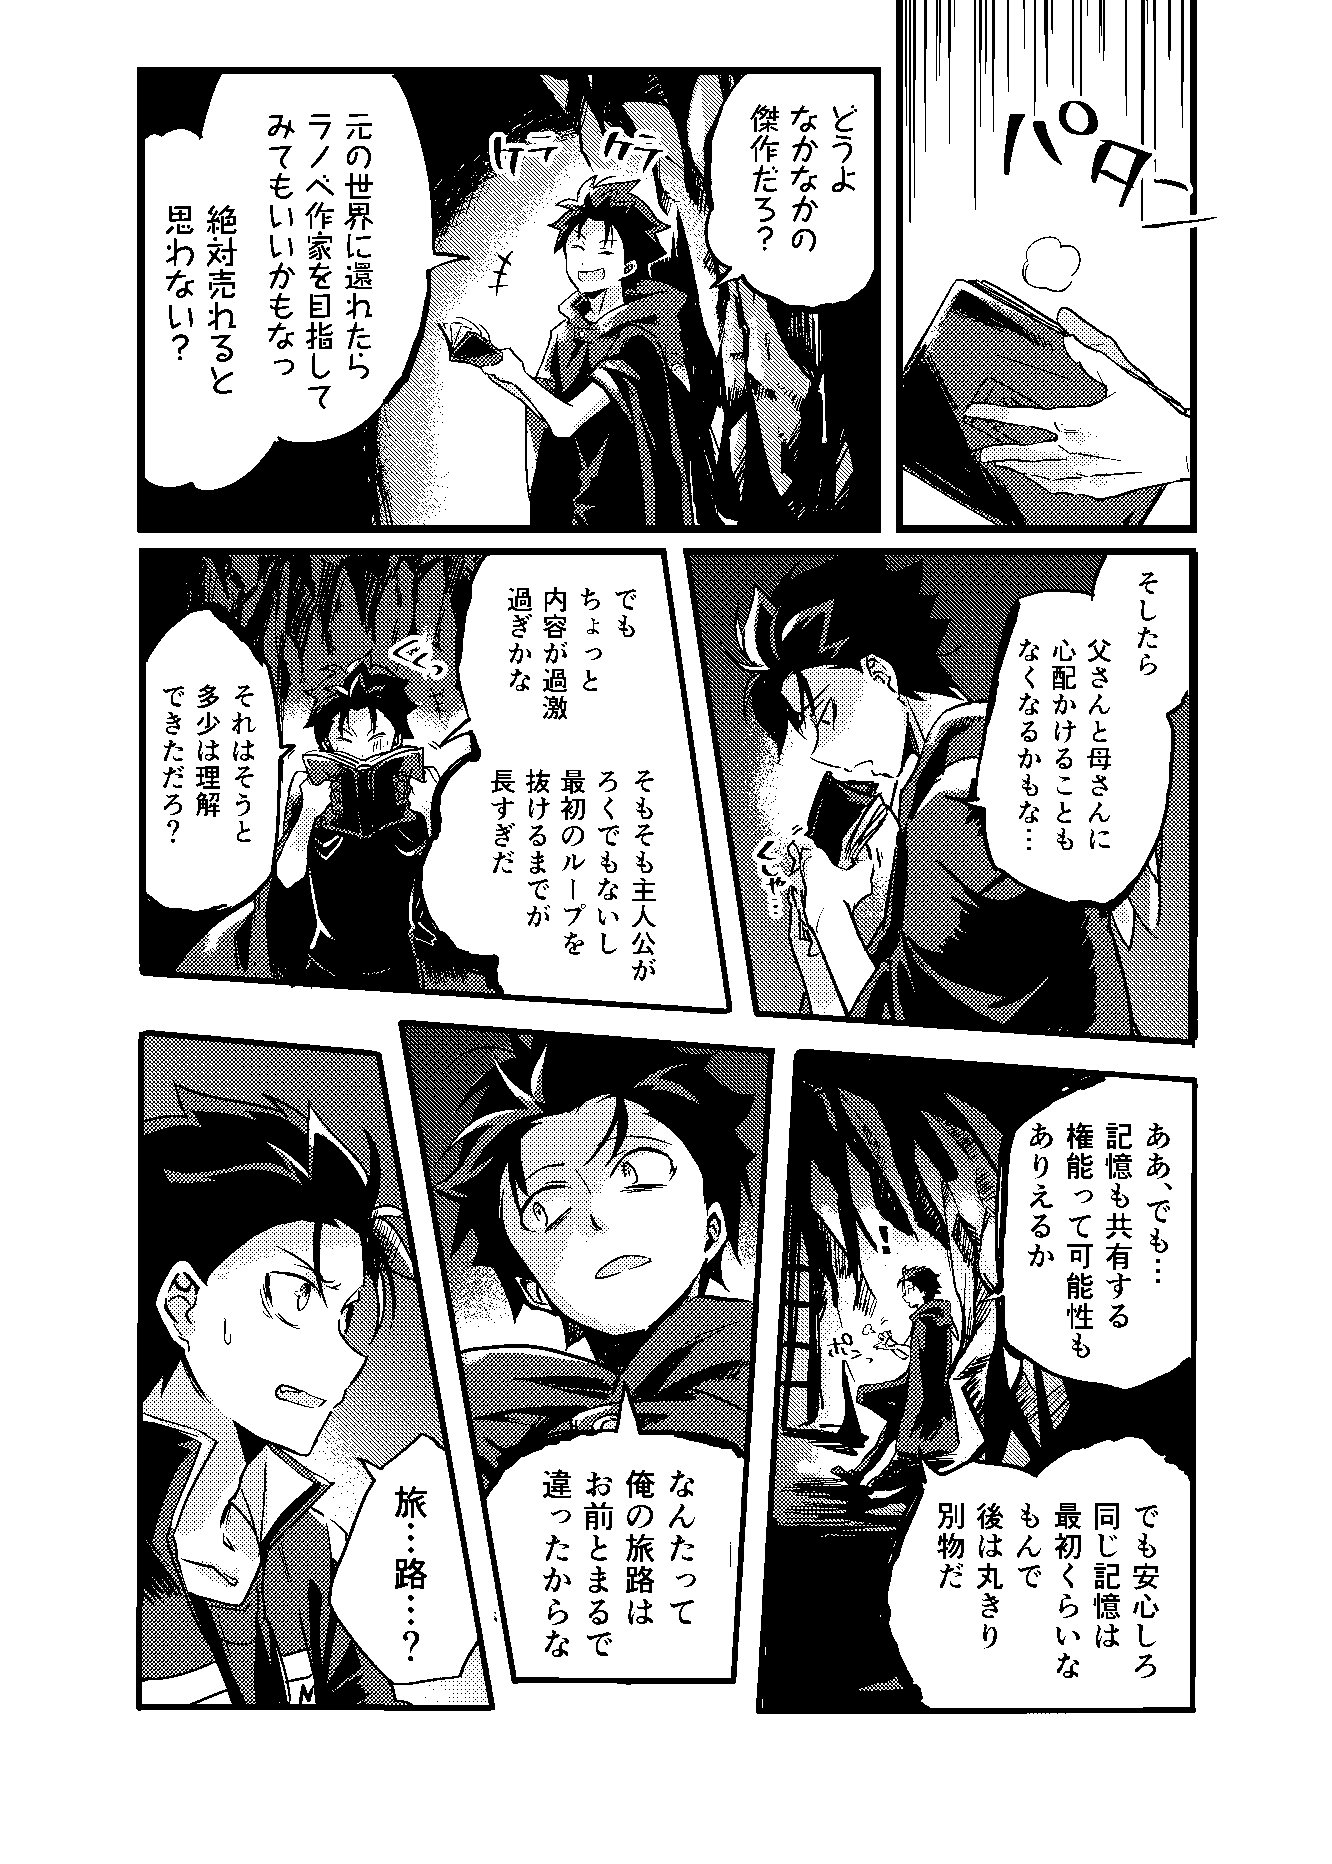 パターン
どうよ
なかなかの
傑作だろ？
ケラ
ケラ
元の世界に還れたら
ラノベ作家を目指して
みてもいいかもなっ
絶対売れると
思わない？
そしたら
父さんと母さんに
心配かけることも
なくなるかもな…
くしゃ…
でも
ちょっと
内容が過激
過ぎかな
そもそも主人公が
ろくでもないし
最初のループを
抜けるまでが
長すぎだ
くくくっ
それはそうと
多少は理解
できただろ？
ああ、でも…
記憶も共有する
権能って可能性も
ありえるか
！
ポンっ
でも安心しろ
同じ記憶は
最初くらいな
もんで
後は丸きり
別物だ
なんたって
俺の旅路は
お前とまるで
違ったからな
旅…路…？